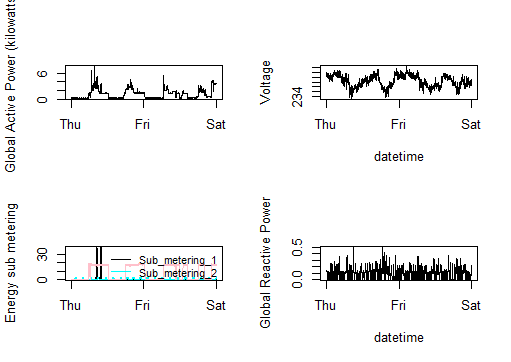 Global Active Power (kilowatts
6
0
Thu Fri Sat
Voltage
234
Thu Fri Sat
datetime
Energy sub metering
30
0
Sub_metering_1
Sub_metering_2
Thu Fri Sat
Global Reactive Power
0.5
0.0
Thu Fri Sat
datetime